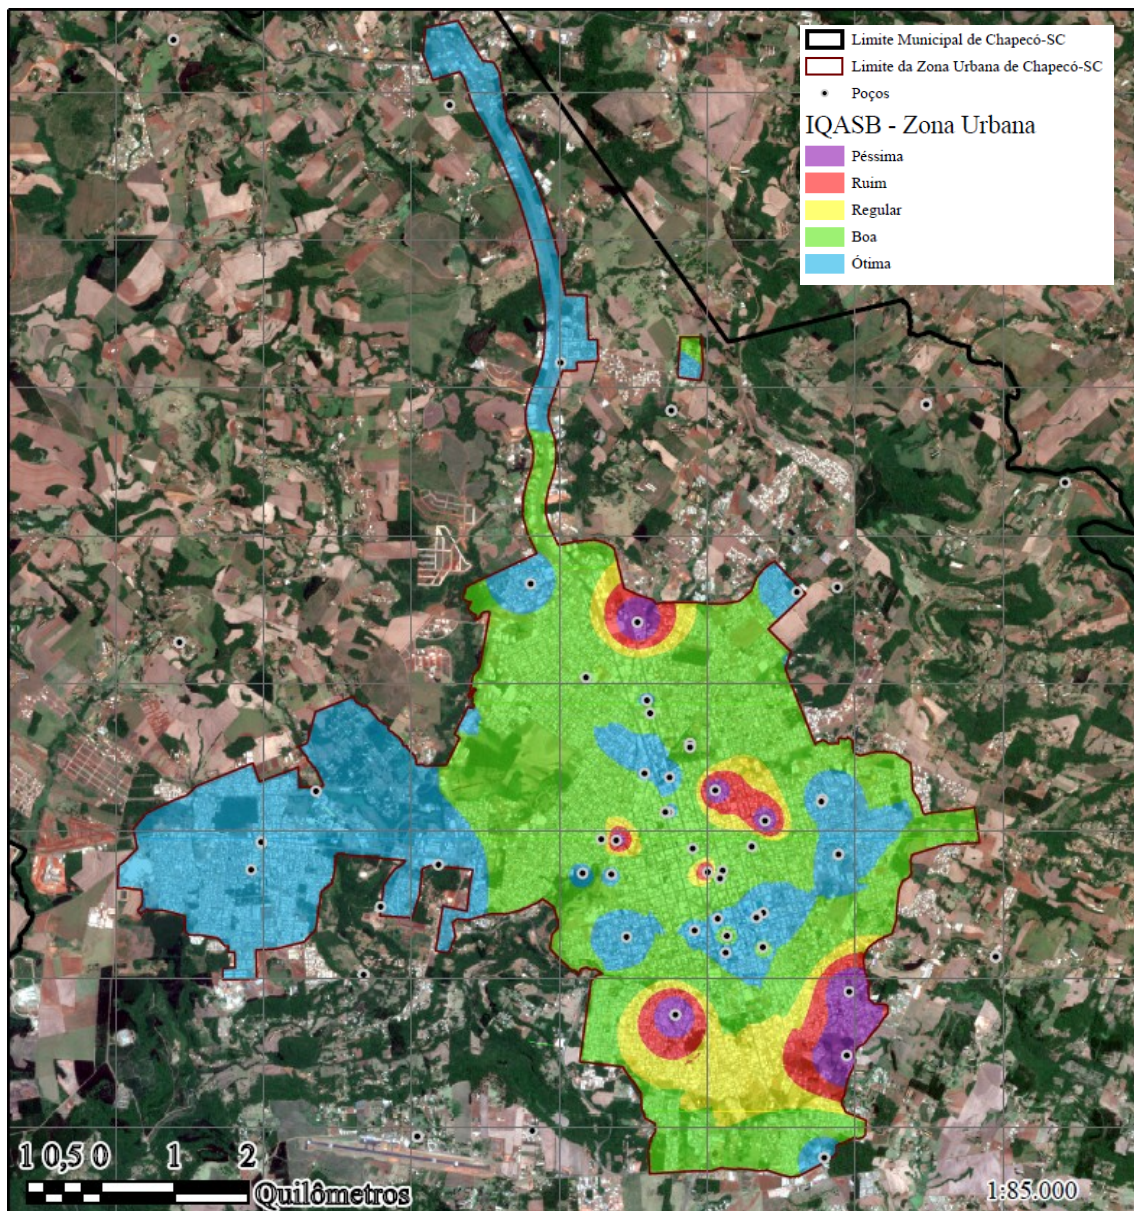 Limite Municipal de Chapecó-SC
Limite da Zona Urbana de Chapecó-SC
Poços
IQASB - Zona Urbana
Péssima
Ruim
Regular
Boa
Ótima
1 0,5 0 1 2
Quilômetros
1:85.000